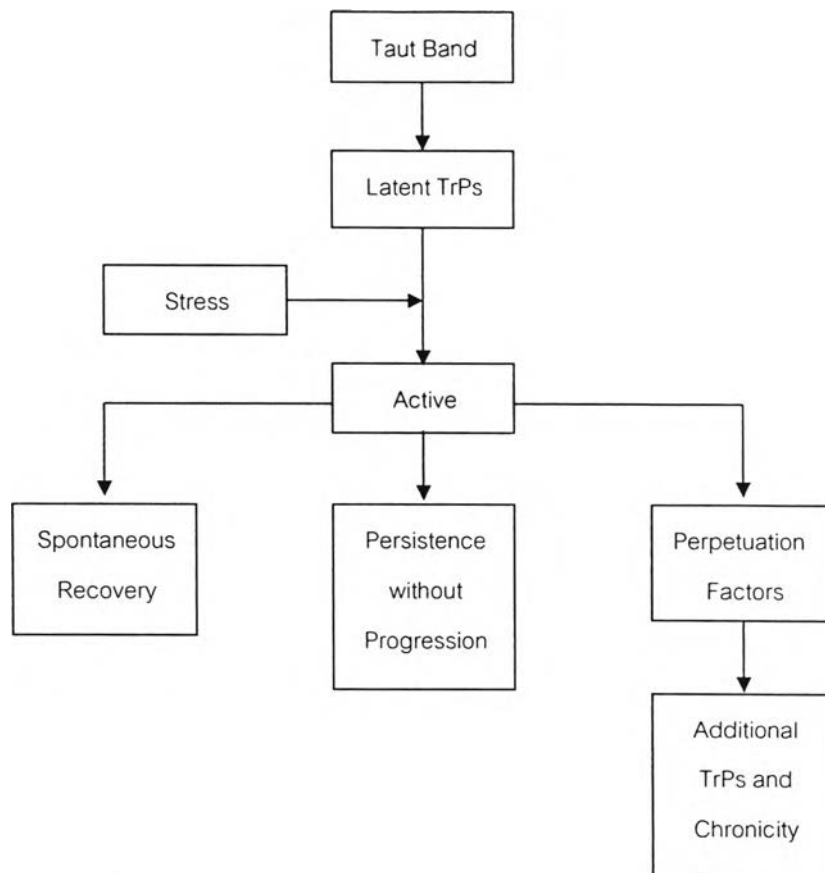 Taut Band
Latent TrPs
Stress
Active
Spontaneous
Recovery
Persistence
without
Progression
Perpetuation
Factors
Additional
TrPs and
Chronicity